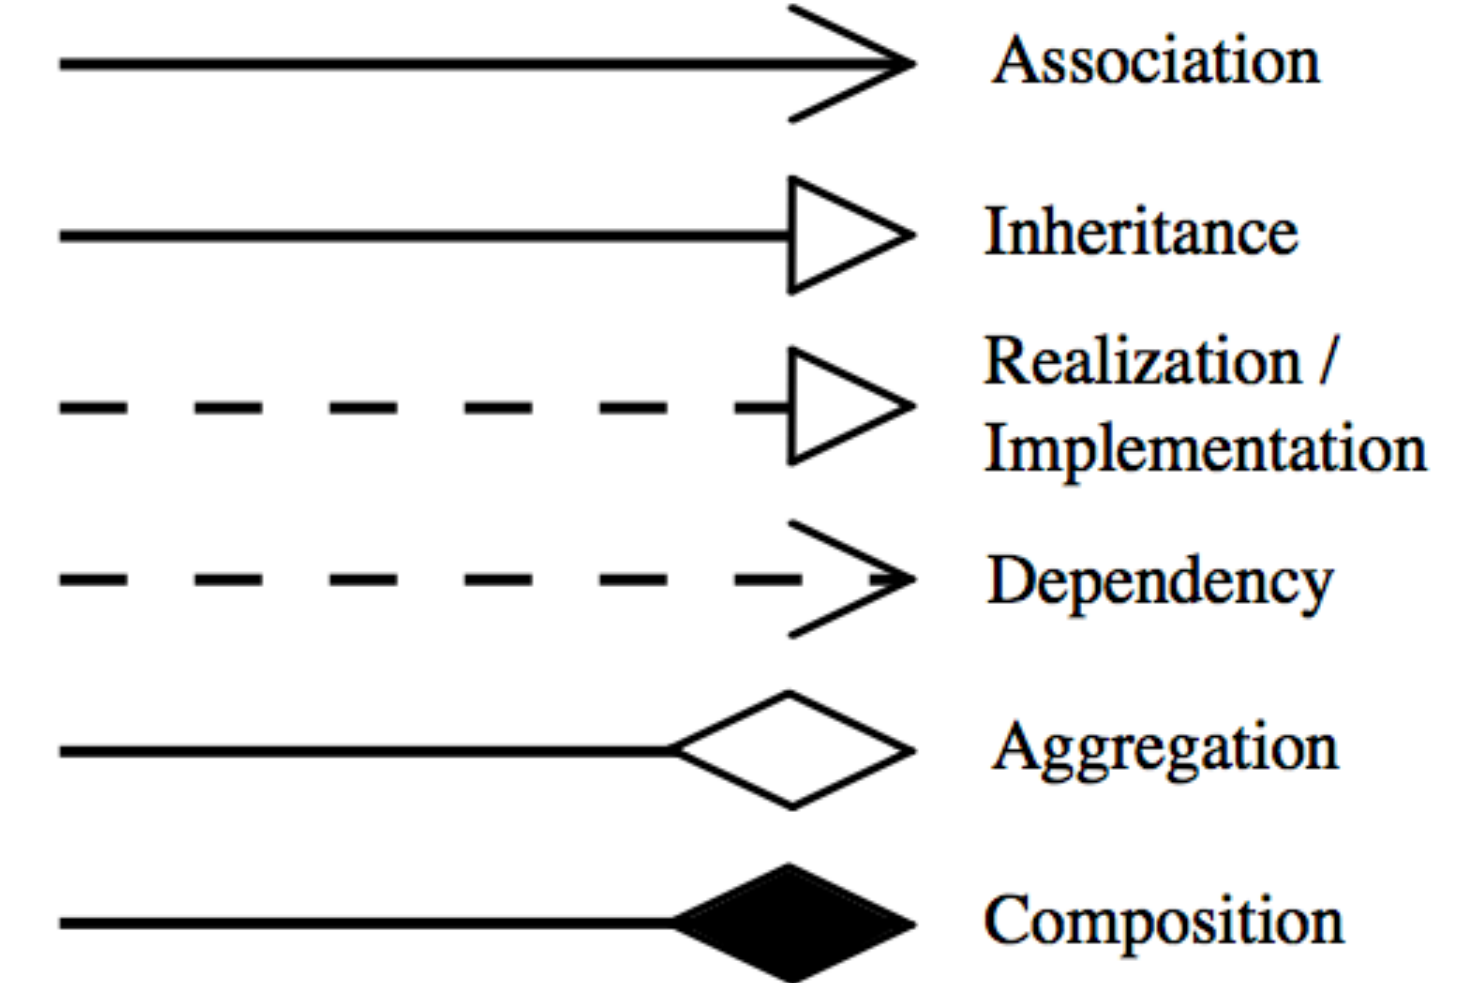 Association
Inheritance
Realization /
Implementation
Dependency
Aggregation
Composition